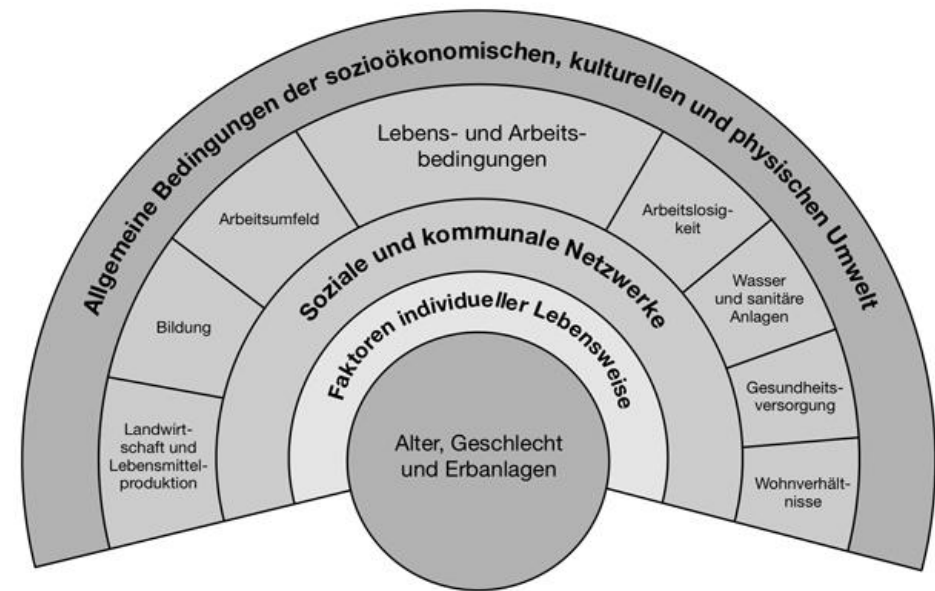 Allgemeine Bedingungen der sozioökonomischen, kulturellen und physischen Umwelt
Lebens- und Arbeits-
bedingungen
Arbeitsumfeld
Bildung
Landwirt-
schaft und
Lebensmittel-
produktion
Arbeitslosig-
keit
Wasser
und sanitäre
Anlagen
Gesundheits-
versorgung
Wohnverhält-
nisse
Soziale und kommunale Netzwerke
Faktoren individueller Lebensweise
Alter, Geschlecht
und Erbanlagen